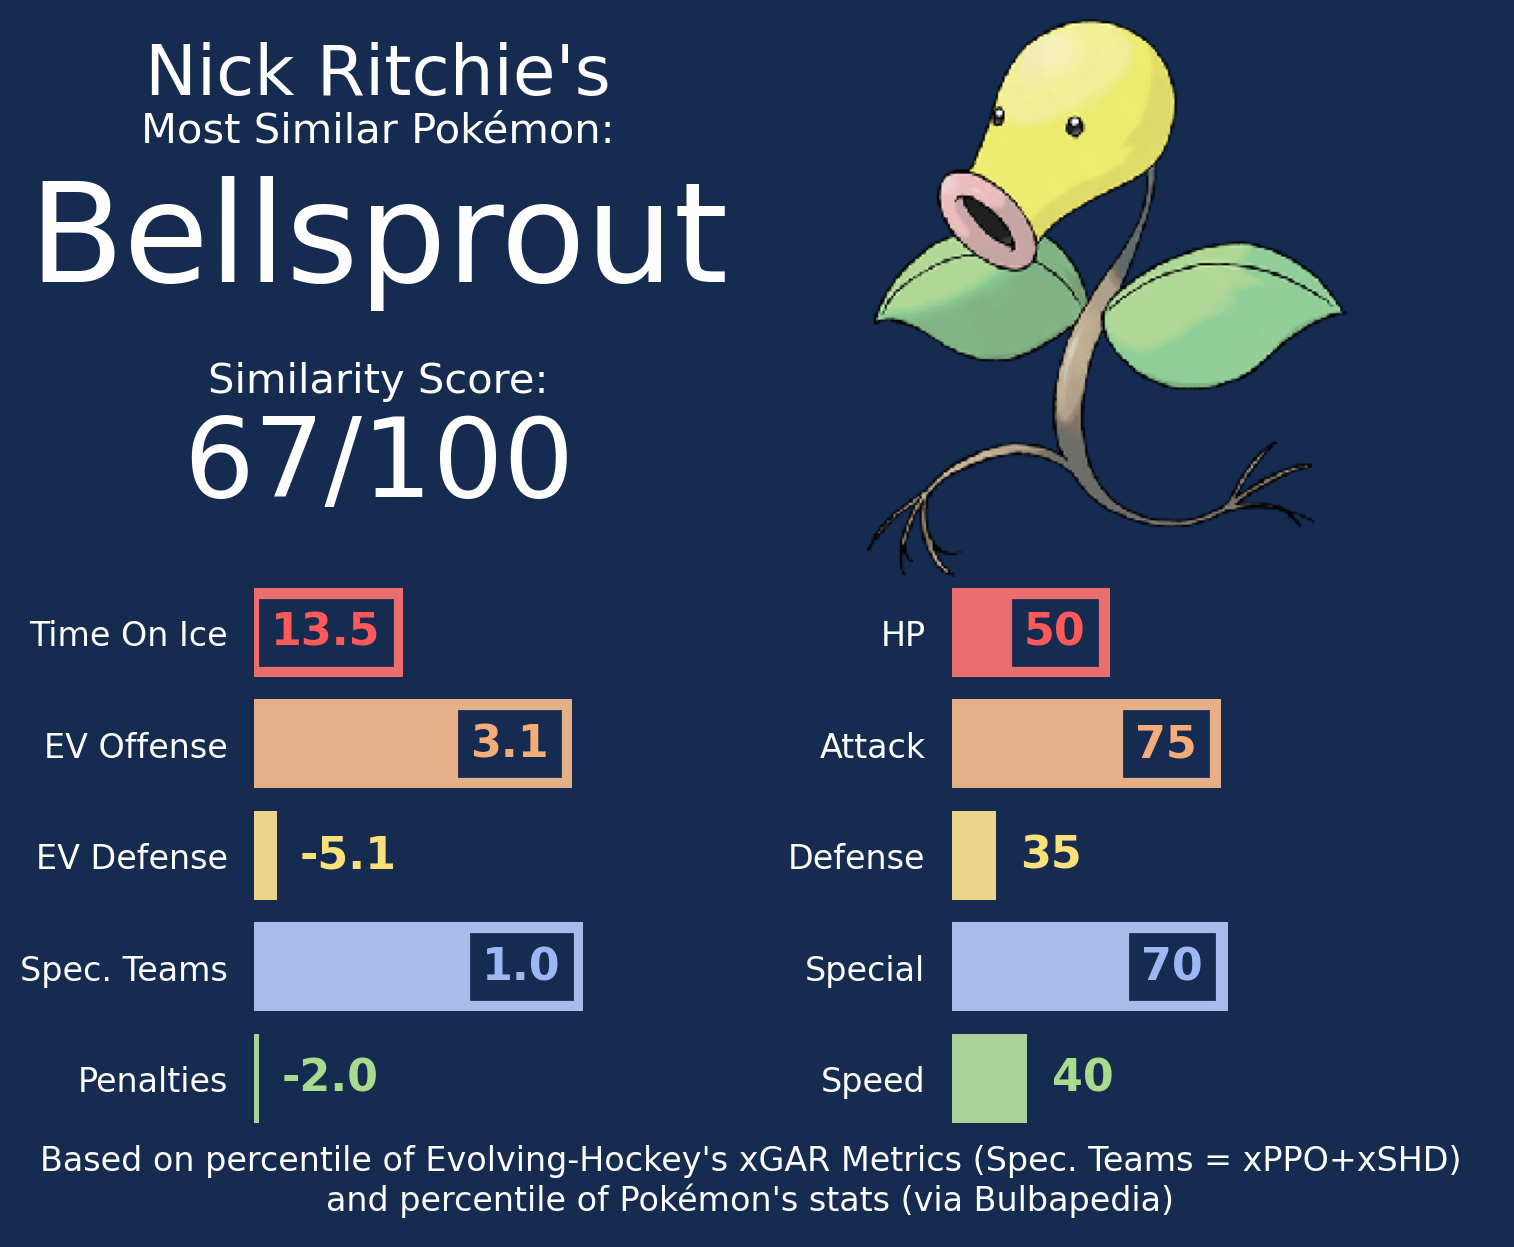 Nick Ritchie's
Most Similar Pokémon:
Bellsprout
Similarity Score:
67/100
Time On Ice 13.5
EV Offense 3.1
EV Defense -5.1
Spec. Teams 1.0
Penalties -2.0
HP 50
Attack 75
Defense 35
Special 70
Speed 40
Based on percentile of Evolving-Hockey's xGAR Metrics (Spec. Teams = xPPO+xSHD)
and percentile of Pokémon's stats (via Bulbapedia)